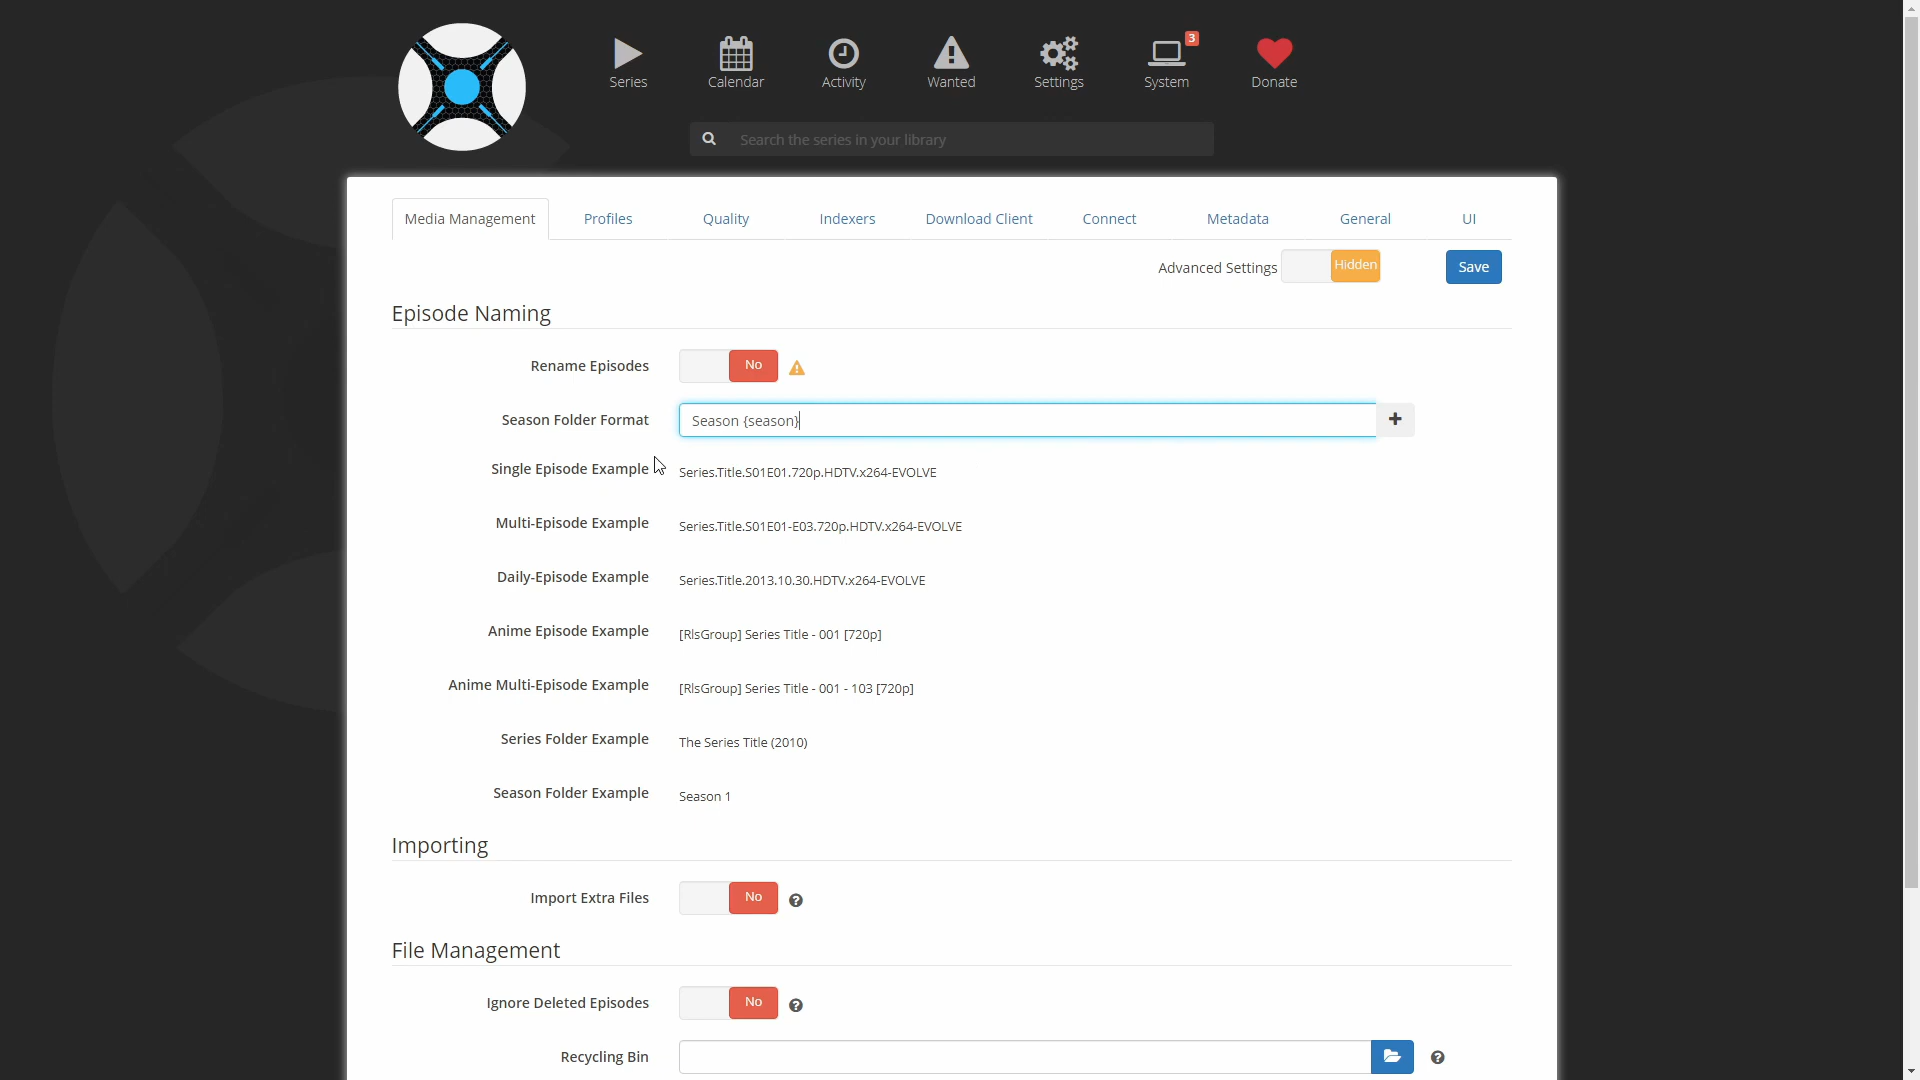 3
Series Calendar Activity Wanted Settings System Donate
Search the series in your library
Media Management Profiles Quality Indexers Download Client Connect Metadata General UI
Advanced Settings Hidden Save
Episode Naming
Rename Episodes No
Season Folder Format Season {season}
Single Episode Example Series.Title.S01E01.720p.HDTV.x264-EVOLVE
Multi-Episode Example Series.Title.S01E01-E03.720p.HDTV.x264-EVOLVE
Daily-Episode Example Series.Title.2013.10.30.HDTV.x264-EVOLVE
Anime Episode Example [RlsGroup] Series Title - 001 [720p]
Anime Multi-Episode Example [RlsGroup] Series Title - 001 - 103 [720p]
Series Folder Example The Series Title (2010)
Season Folder Example Season 1
Importing
Import Extra Files No
File Management
Ignore Deleted Episodes No
Recycling Bin